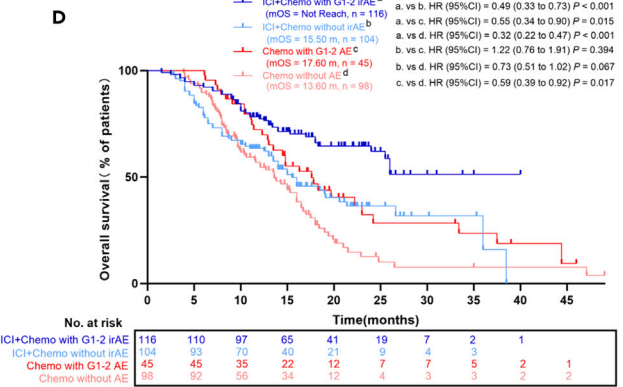 D
ICI+Chemo with G1-2 irAE a
(mOS = Not Reach, n = 116)
ICI+Chemo without irAE b
(mOS = 15.50 m, n = 104)
Chemo with G1-2 AE c
(mOS = 17.60 m, n = 45)
Chemo without AE d
(mOS = 13.60 m, n = 98)
a. vs b. HR (95%CI) = 0.49 (0.33 to 0.73) P < 0.001
a. vs c. HR (95%CI) = 0.55 (0.34 to 0.90) P = 0.015
a. vs d. HR (95%CI) = 0.32 (0.22 to 0.47) P < 0.001
b. vs c. HR (95%CI) = 1.22 (0.76 to 1.91) P = 0.394
b. vs d. HR (95%CI) = 0.73 (0.51 to 1.02) P = 0.067
c. vs d. HR (95%CI) = 0.59 (0.39 to 0.92) P = 0.017
Overall survival( % of patients)
100
50
0
0 5 10 15 20 25 30 35 40 45
Time(months)
No. at risk
ICI+Chemo with G1-2 irAE 116 110 97 65 41 19 7 2 1
ICI+Chemo without irAE 104 93 70 40 21 9 4 3
Chemo with G1-2 AE 45 45 35 22 12 7 7 5 2 1
Chemo without AE 98 92 56 34 12 4 3 3 2 2